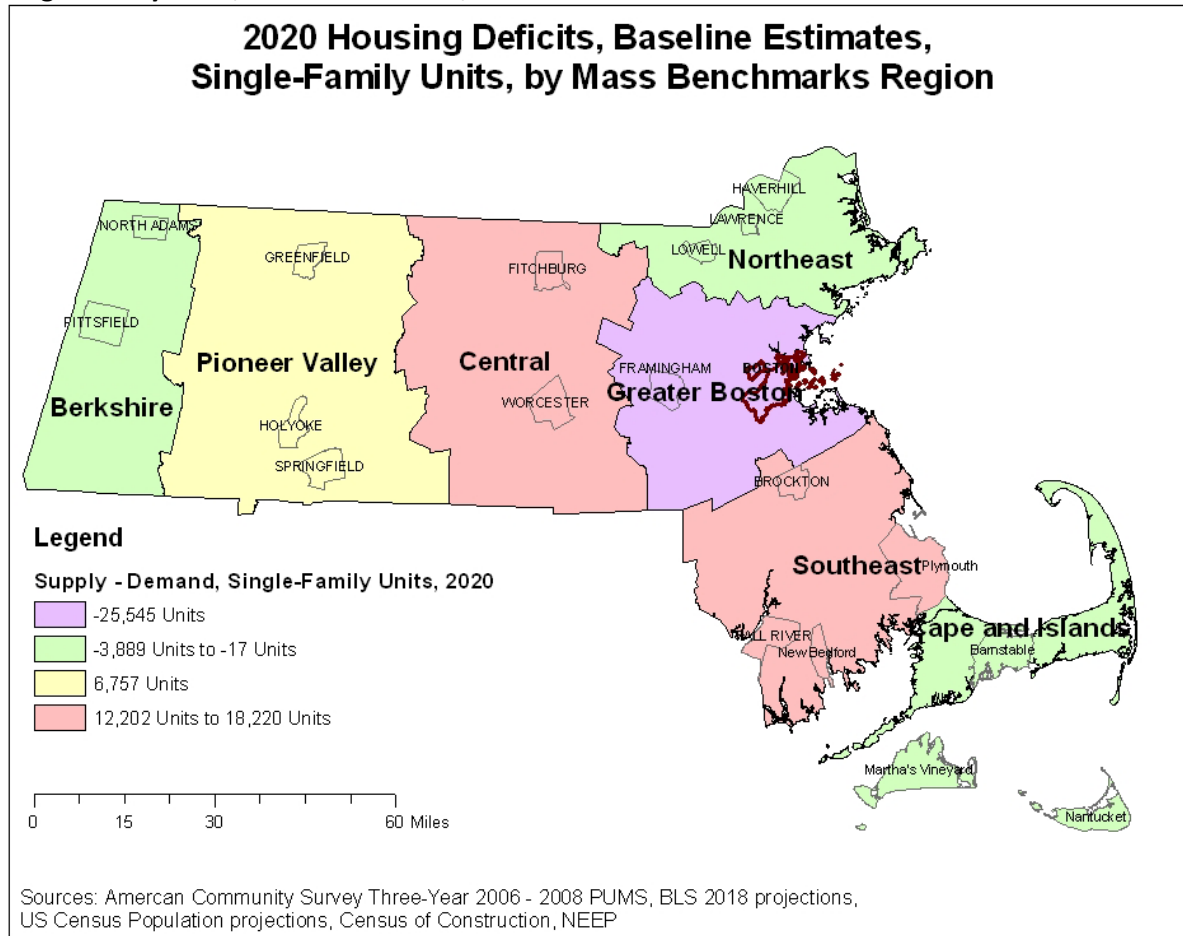 2020 Housing Deficits, Baseline Estimates,
Single-Family Units, by Mass Benchmarks Region
HAVERHILL
LAWRENCE
LOWELL
Northeast
NORTH ADAMS
GREENFIELD
FITCHBURG
PITTSFIELD
Pioneer Valley
Central
FRAMINGHAM
BOSTON
Greater Boston
Berkshire
WORCESTER
HOLYOKE
SPRINGFIELD
BROCKTON
Southeast
Plymouth
Cape and Islands
FALL RIVER
New Bedford
Barnstable
Martha's Vineyard
Nantucket
Legend
Supply - Demand, Single-Family Units, 2020
-25,545 Units
-3,889 Units to -17 Units
6,757 Units
12,202 Units to 18,220 Units
0 15 30 60 Miles
Sources: Amercan Community Survey Three-Year 2006 - 2008 PUMS, BLS 2018 projections,
US Census Population projections, Census of Construction, NEEP